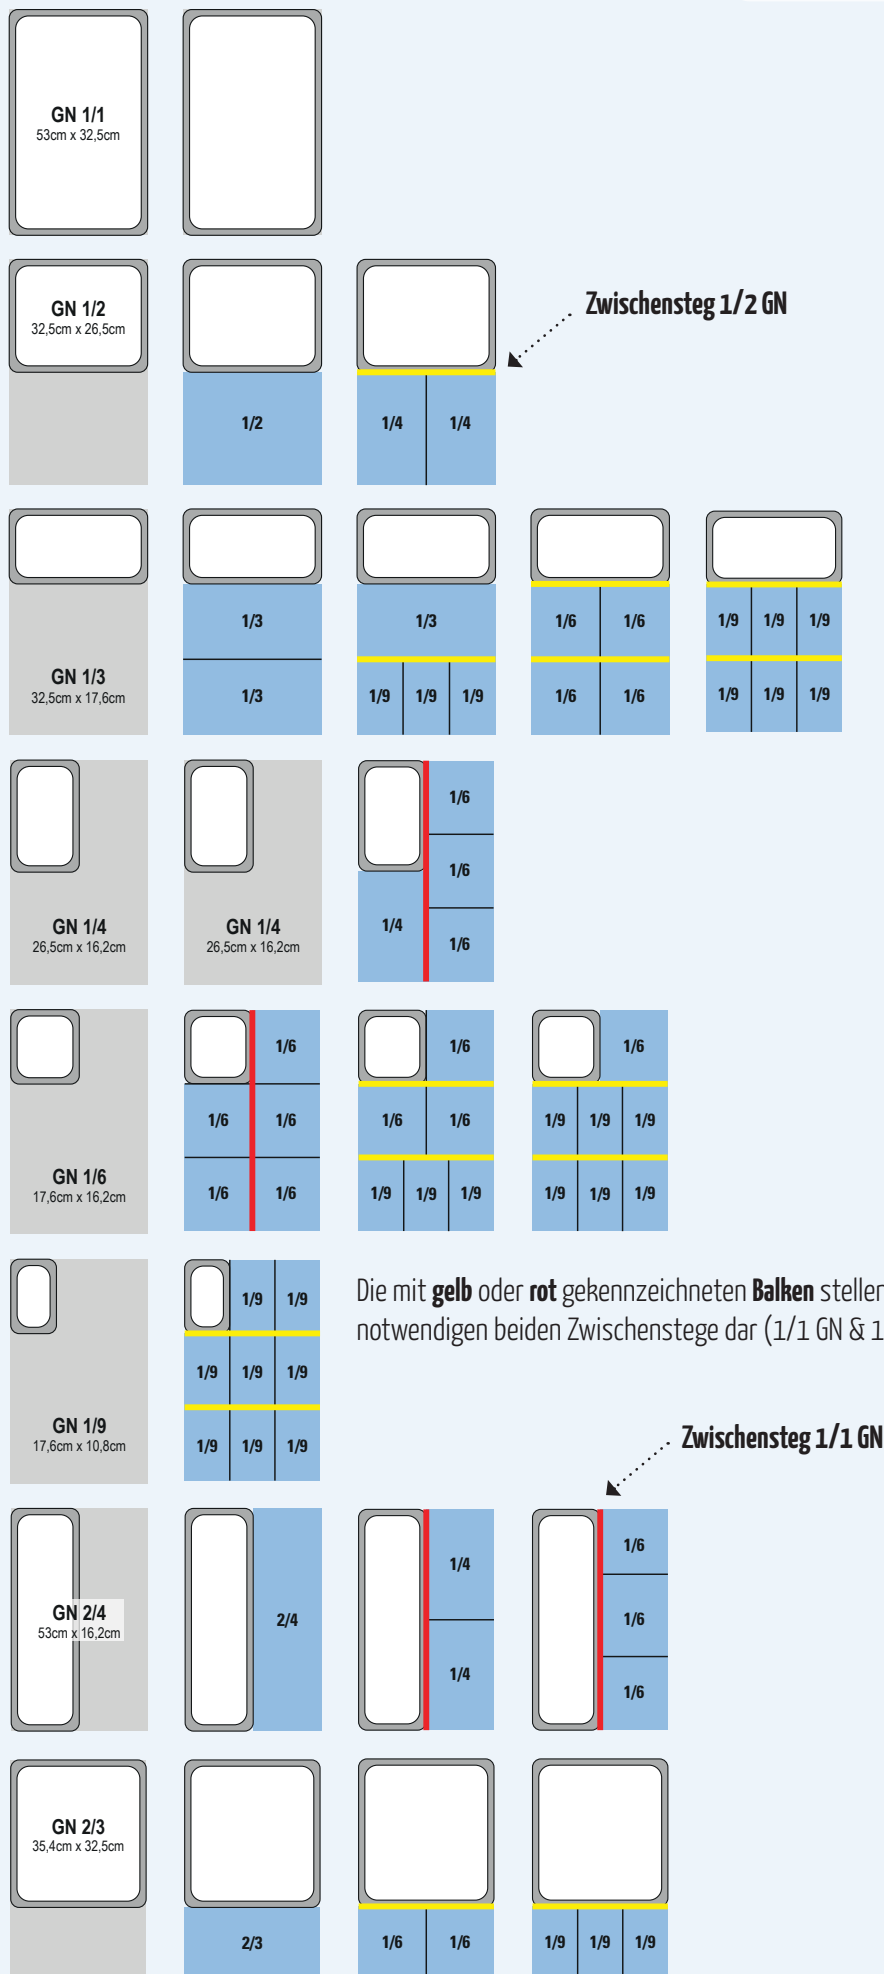 GN 1/1
53cm x 32,5cm
GN 1/2
32,5cm x 26,5cm
Zwischensteg 1/2 GN
1/2
1/4 1/4
1/3 1/3 1/6 1/6 1/9 1/9 1/9
GN 1/3
32,5cm x 17,6cm
1/3 1/9 1/9 1/9 1/6 1/6 1/9 1/9 1/9
1/6
1/6
GN 1/4
26,5cm x 16,2cm
GN 1/4
26,5cm x 16,2cm
1/4
1/6
1/6 1/6 1/6
1/6 1/6 1/6 1/6 1/9 1/9 1/9
GN 1/6
17,6cm x 16,2cm
1/6 1/6 1/9 1/9 1/9 1/9 1/9 1/9
1/9 1/9
Die mit gelb oder rot gekennzeichneten Balken stellen
notwendigen beiden Zwischenstege dar (1/1 GN & 1
1/9 1/9 1/9
GN 1/9
17,6cm x 10,8cm
1/9 1/9 1/9
Zwischensteg 1/1 GN
1/6
1/4
GN 2/4
53cm x 16,2cm
2/4
1/6
1/4
1/6
GN 2/3
35,4cm x 32,5cm
2/3 1/6 1/6 1/9 1/9 1/9